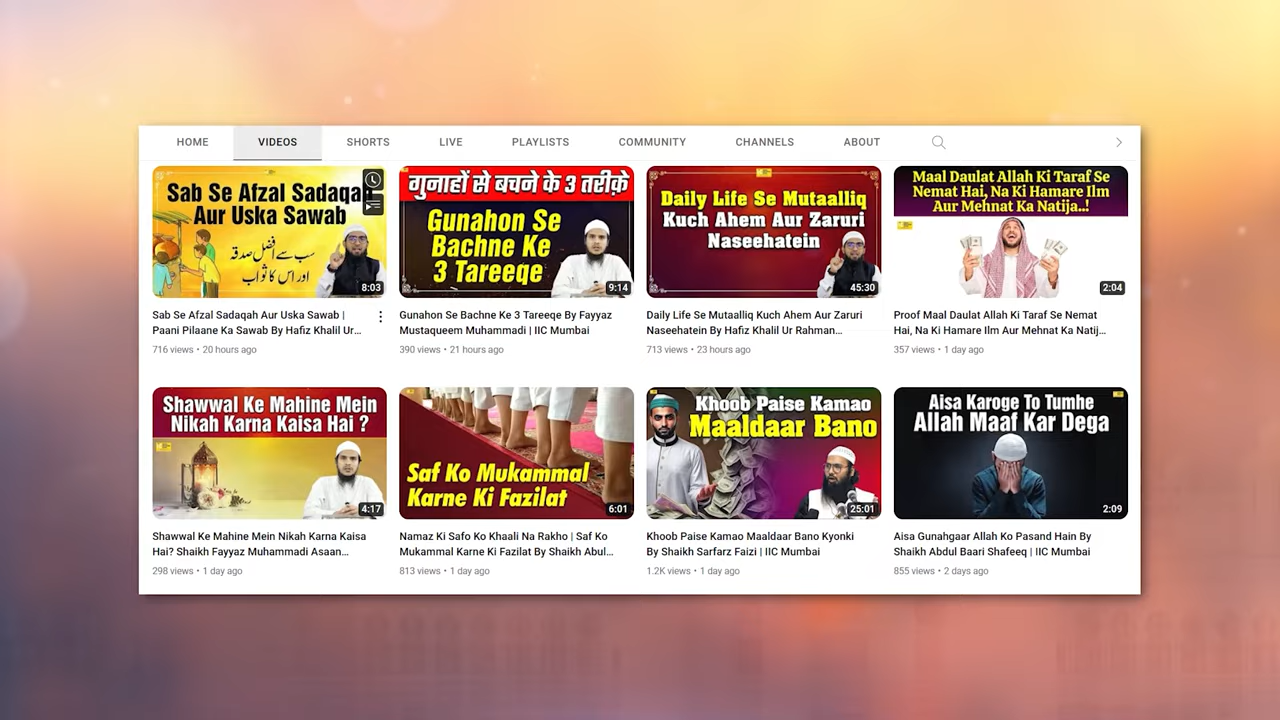 HOME VIDEOS SHORTS LIVE PLAYLISTS COMMUNITY CHANNELS ABOUT
Sab Se Afzal Sadaqah
Aur Uska Sawab
سب سے افضل صدقہ
اور اس کا ثواب
8:03
गुनाहों से बचने के 3 तरीक़े
Gunahon Se
Bachne Ke
3 Tareeqe
9:14
Daily Life Se Mutaalliq
Kuch Ahem Aur Zaruri
Naseehatein
45:30
Maal Daulat Allah Ki Taraf Se
Nemat Hai, Na Ki Hamare Ilm
Aur Mehnat Ka Natija..!
2:04
Sab Se Afzal Sadaqah Aur Uska Sawab |
Paani Pilaane Ka Sawab By Hafiz Khalil Ur...
716 views • 20 hours ago
Gunahon Se Bachne Ke 3 Tareeqe By Fayyaz
Mustaqueem Muhammadi | IIC Mumbai
390 views • 21 hours ago
Daily Life Se Mutaalliq Kuch Ahem Aur Zaruri
Naseehatein By Hafiz Khalil Ur Rahman...
713 views • 23 hours ago
Proof Maal Daulat Allah Ki Taraf Se Nemat
Hai, Na Ki Hamare Ilm Aur Mehnat Ka Natij...
357 views • 1 day ago
Shawwal Ke Mahine Mein
Nikah Karna Kaisa Hai ?
4:17
Saf Ko Mukammal
Karne Ki Fazilat
6:01
Khoob Paise Kamao
Maaldaar Bano
25:01
Aisa Karoge To Tumhe
Allah Maaf Kar Dega
2:09
Shawwal Ke Mahine Mein Nikah Karna Kaisa
Hai? Shaikh Fayyaz Muhammadi Asaan...
298 views • 1 day ago
Namaz Ki Safo Ko Khaali Na Rakho | Saf Ko
Mukammal Karne Ki Fazilat By Shaikh Abul...
813 views • 1 day ago
Khoob Paise Kamao Maaldaar Bano Kyonki
By Shaikh Sarfarz Faizi | IIC Mumbai
1.2K views • 1 day ago
Aisa Gunahgaar Allah Ko Pasand Hain By
Shaikh Abdul Baari Shafeeq | IIC Mumbai
855 views • 2 days ago